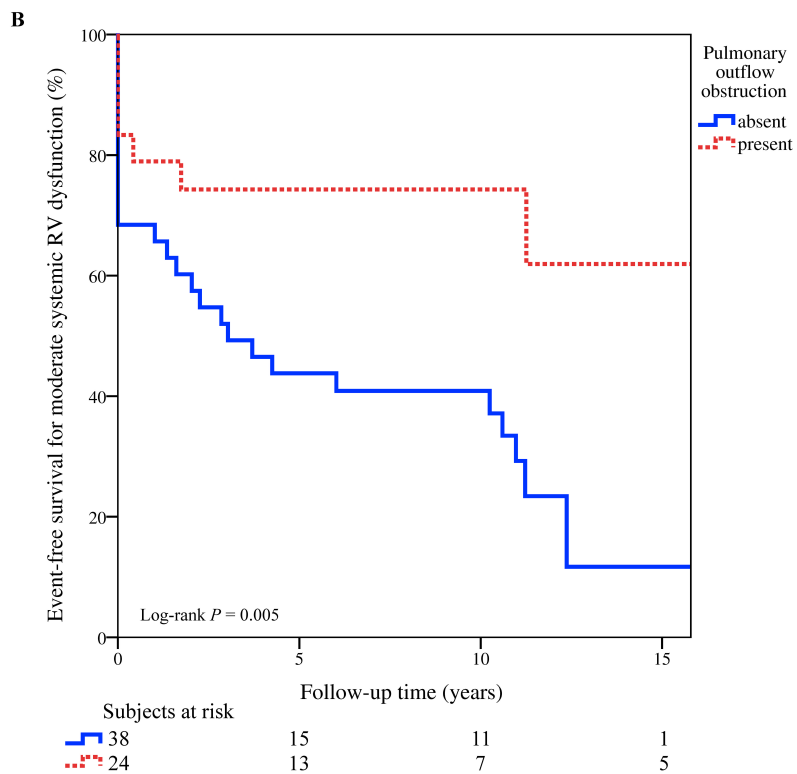 B
Event-free survival for moderate systemic RV dysfunction (%)
100
80
60
40
20
0
Log-rank P = 0.005
0 5 10 15
Follow-up time (years)
Pulmonary
outflow
obstruction
absent
present
Subjects at risk
38 15 11 1
24 13 7 5